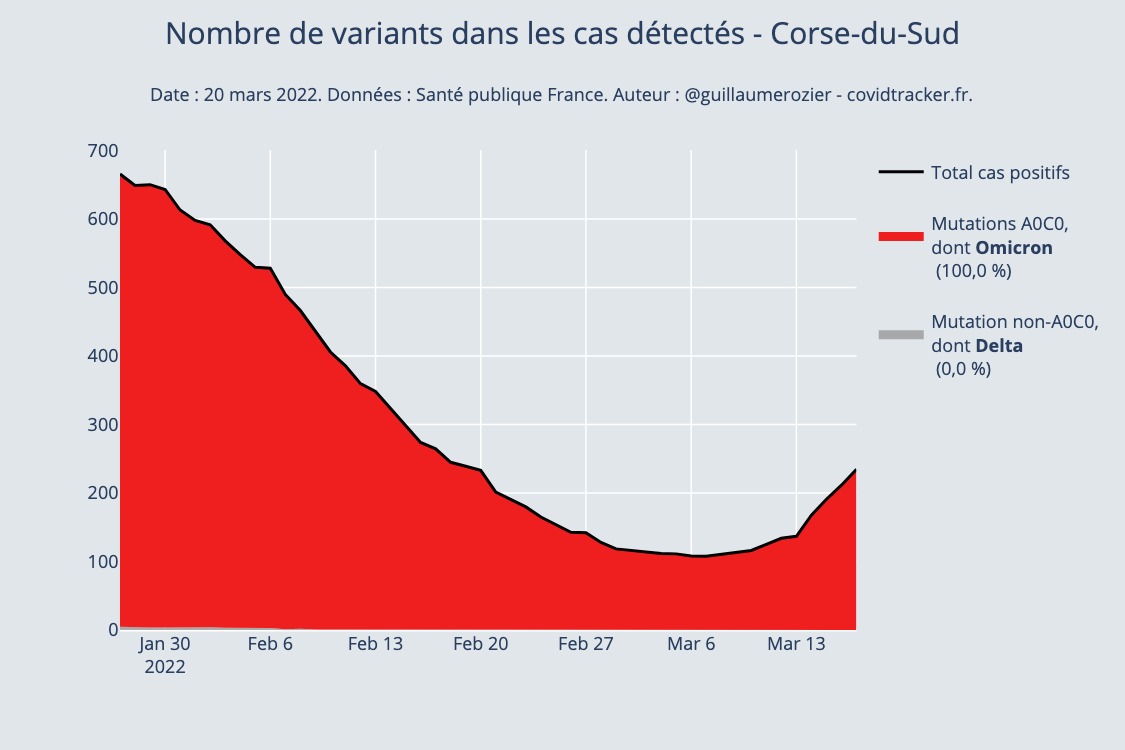 Nombre de variants dans les cas détectés - Corse-du-Sud
Date : 20 mars 2022. Données : Santé publique France. Auteur : @guillaumerozier - covidtracker.fr.
700
600
500
400
300
200
100
0
Jan 30
2022
Feb 6
Feb 13
Feb 20
Feb 27
Mar 6
Mar 13
Total cas positifs
Mutations A0C0,
dont Omicron
(100,0 %)
Mutation non-A0C0,
dont Delta
(0,0 %)